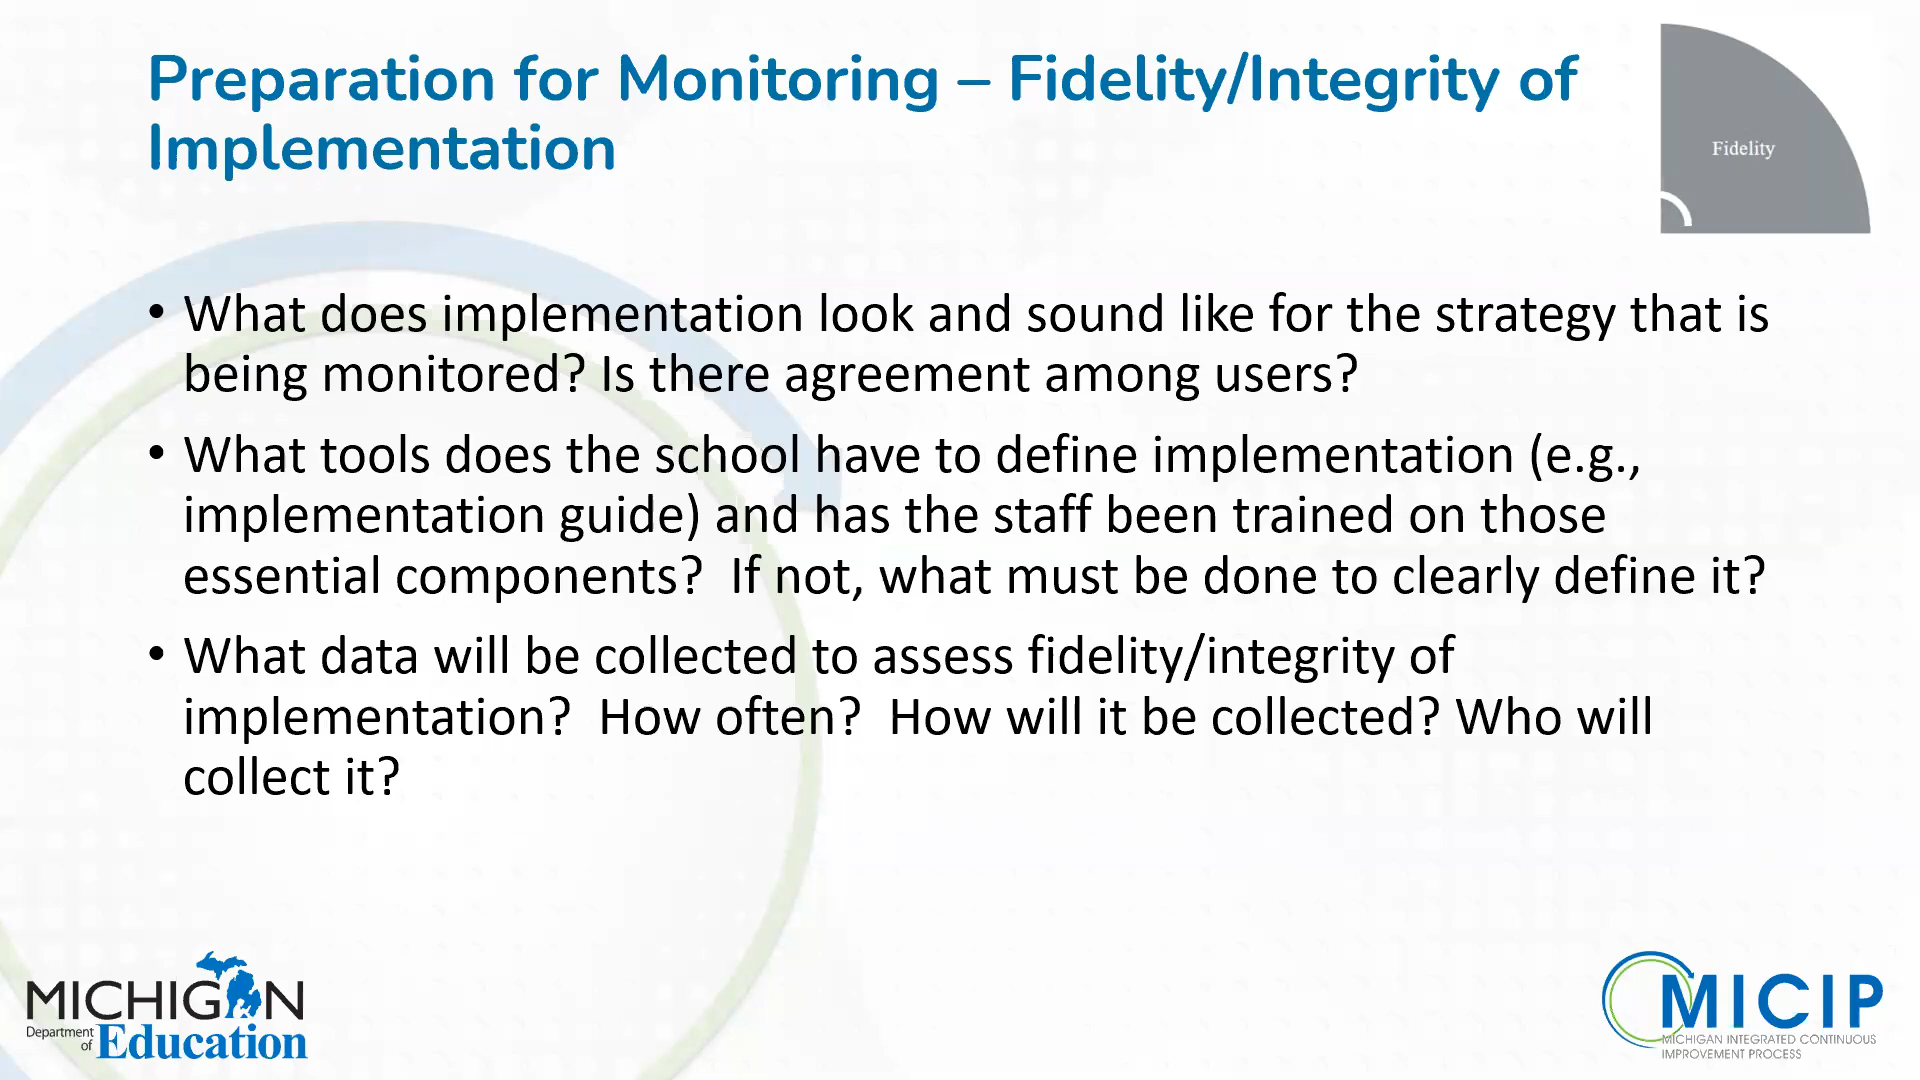 Preparation for Monitoring – Fidelity/Integrity of
Implementation
Fidelity
• What does implementation look and sound like for the strategy that is
being monitored? Is there agreement among users?
• What tools does the school have to define implementation (e.g.,
implementation guide) and has the staff been trained on those
essential components?  If not, what must be done to clearly define it?
• What data will be collected to assess fidelity/integrity of
implementation?  How often?  How will it be collected? Who will
collect it?
MICHIGAN
Department
of Education
MICIP
MICHIGAN INTEGRATED CONTINUOUS
IMPROVEMENT PROCESS